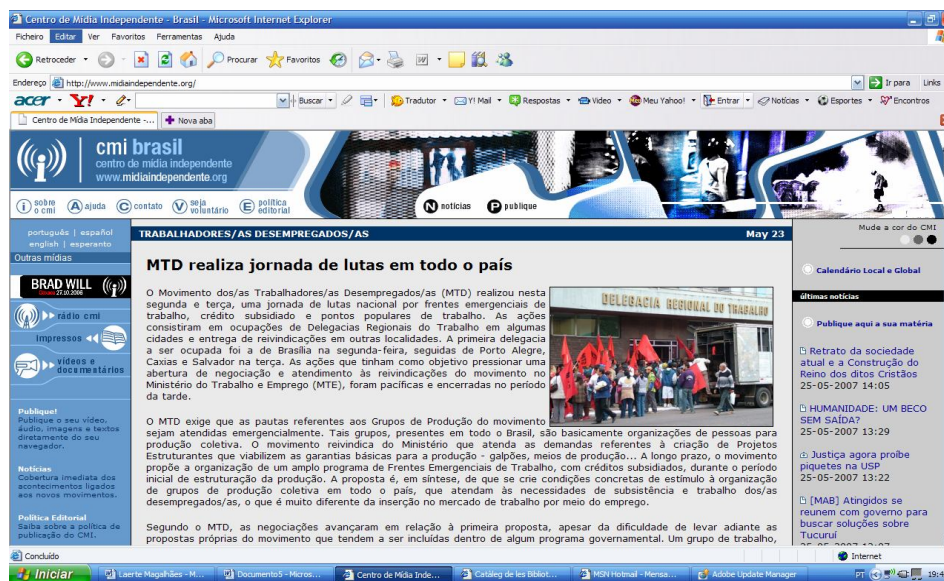 Centro de Mídia Independente - Brasil - Microsoft Internet Explorer
Ficheiro Editar Ver Favoritos Ferramentas Ajuda
Retroceder Procurar Favoritos
Endereço http://www.midiaindependente.org/ Ir para Links
acer Y! Buscar Tradutor Y! Mail Respostas Video Meu Yahoo! Entrar Notícias Esportes Encontros
Centro de Mídia Independente -... Nova aba
cmi brasil
centro de mídia independente
www.midiaindependente.org
i sobre o cmi A ajuda C contato V seja voluntário E política editorial N notícias P publique
português | español
english | esperanto
Outras mídias
BRAD WILL
27.10.2006
rádio cmi
impressos
vídeos e
documentários
Publique!
Publique o seu vídeo,
áudio, imagens e textos
diretamente do seu
navegador.
Notícias
Cobertura imediata dos
acontecimentos ligados
aos novos movimentos.
Política Editorial
Saiba sobre a política de
publicação do CMI.
TRABALHADORES/AS DESEMPREGADOS/AS May 23
MTD realiza jornada de lutas em todo o país
O Movimento dos/as Trabalhadores/as Desempregados/as (MTD) realizou nesta
segunda e terça, uma jornada de lutas nacional por frentes emergenciais de
trabalho, crédito subsidiado e pontos populares de trabalho. As ações
consistiram em ocupações de Delegacias Regionais do Trabalho em algumas
cidades e entrega de reivindicações em outras localidades. A primeira delegacia
a ser ocupada foi a de Brasília na segunda-feira, seguidas de Porto Alegre,
Caxias e Salvador na terça. As ações que tinham como objetivo pressionar uma
abertura de negociação e atendimento às reivindicações do movimento no
Ministério do Trabalho e Emprego (MTE), foram pacíficas e encerradas no período
da tarde.
DELEGACIA REGIONAL DO TRABALHO
O MTD exige que as pautas referentes aos Grupos de Produção do movimento
sejam atendidas emergencialmente. Tais grupos, presentes em todo o Brasil, são basicamente organizações de pessoas para
produção coletiva. O movimento reivindica do Ministério que atenda as demandas referentes à criação de Projetos
Estruturantes que viabilizem as garantias básicas para a produção - galpões, meios de produção... A longo prazo, o movimento
propõe a organização de um amplo programa de Frentes Emergenciais de Trabalho, com créditos subsidiados, durante o período
inicial de estruturação da produção. A proposta é, em síntese, de que se crie condições concretas de estímulo à organização
de grupos de produção coletiva em todo o país, que atendam às necessidades de subsistência e trabalho dos/as
desempregados/as, o que é muito diferente da inserção no mercado de trabalho por meio do emprego.
Segundo o MTD, as negociações avançaram em relação à primeira proposta, apesar da dificuldade de levar adiante as
propostas próprias do movimento que tendem a ser incluídas dentro de algum programa governamental. Um grupo de trabalho,
Mude a cor do CMI
Calendário Local e Global
últimas notícias
Publique aqui a sua matéria
Retrato da sociedade
atual e a Construção do
Reino dos ditos Cristãos
25-05-2007 14:05
HUMANIDADE: UM BECO
SEM SAÍDA?
25-05-2007 13:29
Justiça agora proíbe
piquetes na USP
25-05-2007 13:22
[MAB] Atingidos se
reunem com governo para
buscar soluções sobre
Tucuruí
Concluído Internet
Iniciar Laerte Magalhães - M... Documento5 - Micros... Centro de Mídia Inde... Catàleg de les Bibliot... MSN Hotmail - Mensa... Adobe Update Manager PT